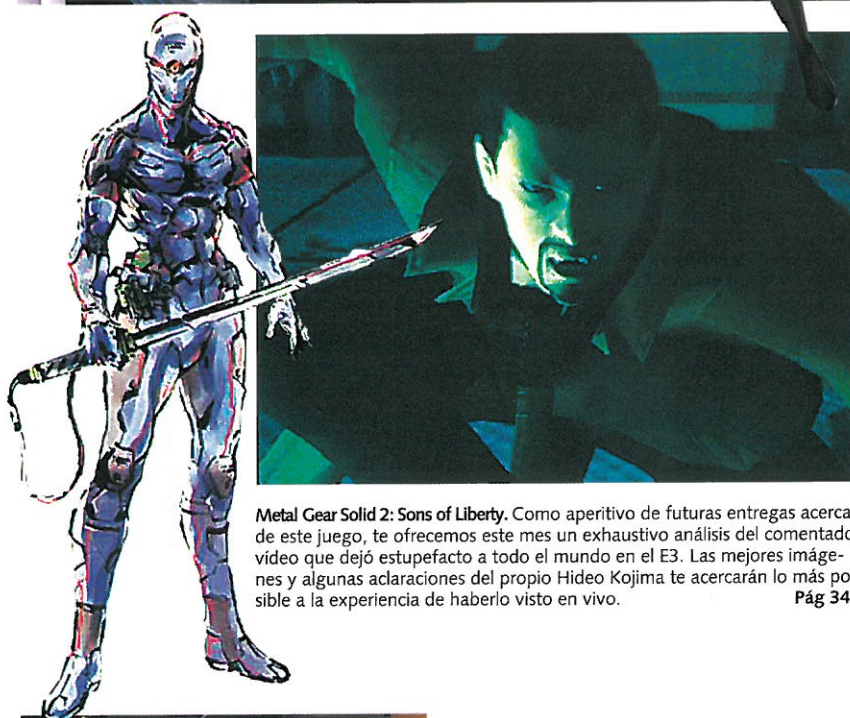 Metal Gear Solid 2: Sons of Liberty. Como aperitivo de futuras entregas acerca
de este juego, te ofrecemos este mes un exhaustivo análisis del comentado
vídeo que dejó estupefacto a todo el mundo en el E3. Las mejores imáge-
nes y algunas aclaraciones del propio Hideo Kojima te acercarán lo más po-
sible a la experiencia de haberlo visto en vivo. Pág 34